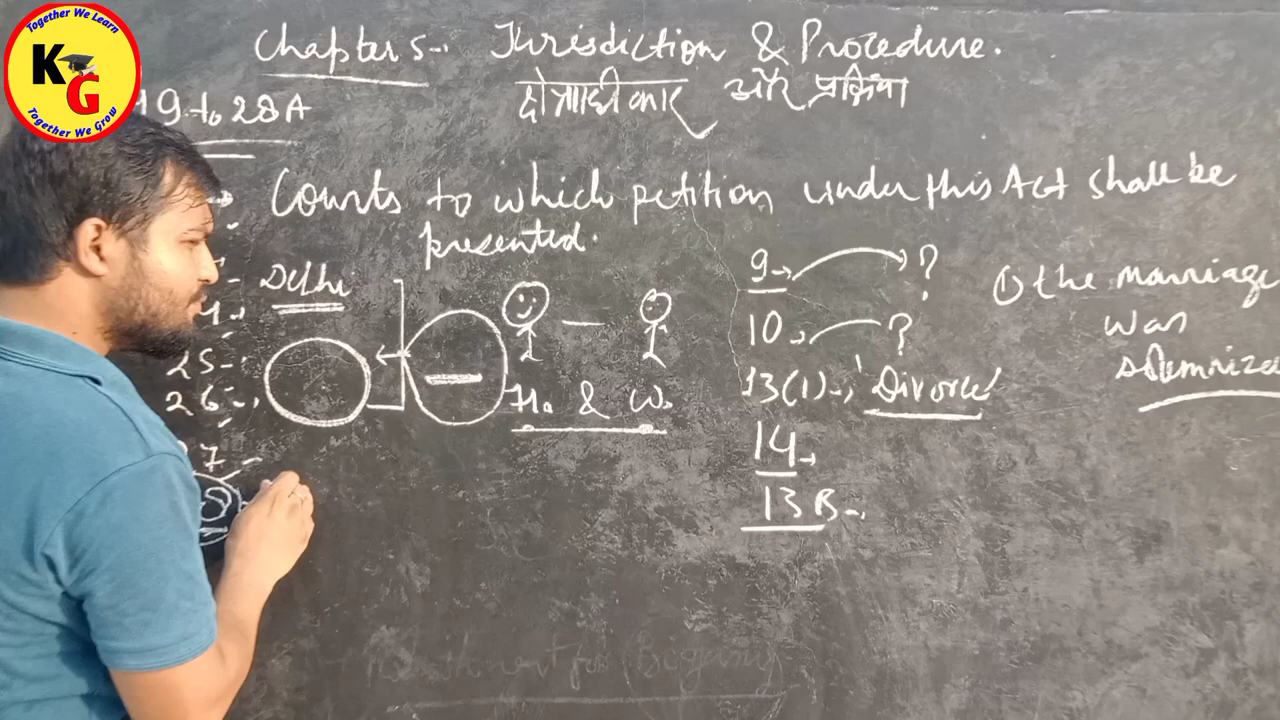 Together We Learn
KG
Together We Grow
Chapter 5-. Jurisdiction & Procedure.
और
19 to 28A
Courts to which petition under this Act shall be
presented.
Delhi
9 → ?
① the marriage
10 → ?
was
25-
13(1)-, 'Divorce'
solemnize
26-,
H. & W.
14
27 -
13B-,